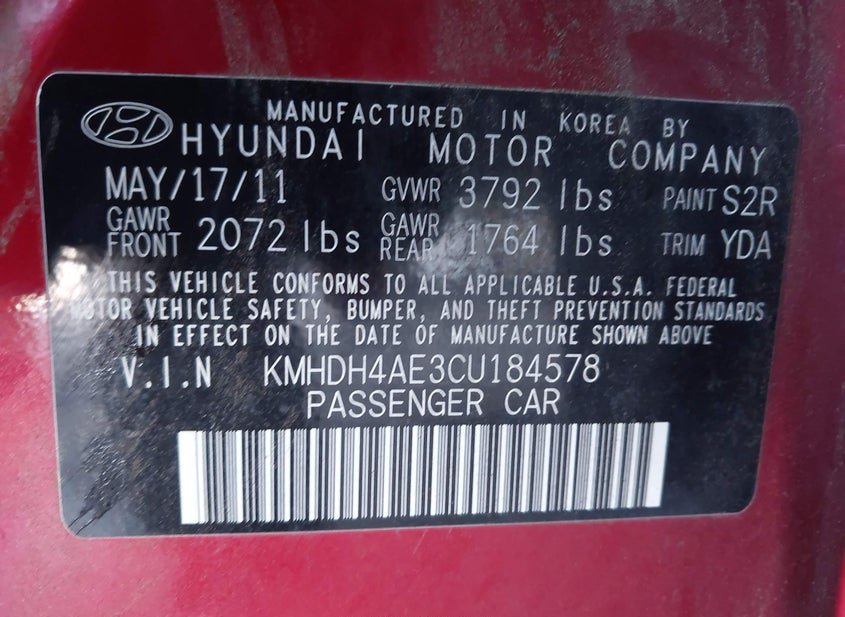 MANUFACTURED IN KOREA BY
HYUNDAI MOTOR COMPANY
MAY/17/11 GVWR 3792 lbs PAINT S2R
GAWR FRONT 2072 lbs GAWR REAR 1764 lbs TRIM YDA
THIS VEHICLE CONFORMS TO ALL APPLICABLE U.S.A. FEDERAL
MOTOR VEHICLE SAFETY, BUMPER, AND THEFT PREVENTION STANDARDS
IN EFFECT ON THE DATE OF MANUFACTURE SHOWN ABOVE
V.I.N KMHDH4AE3CU184578
PASSENGER CAR